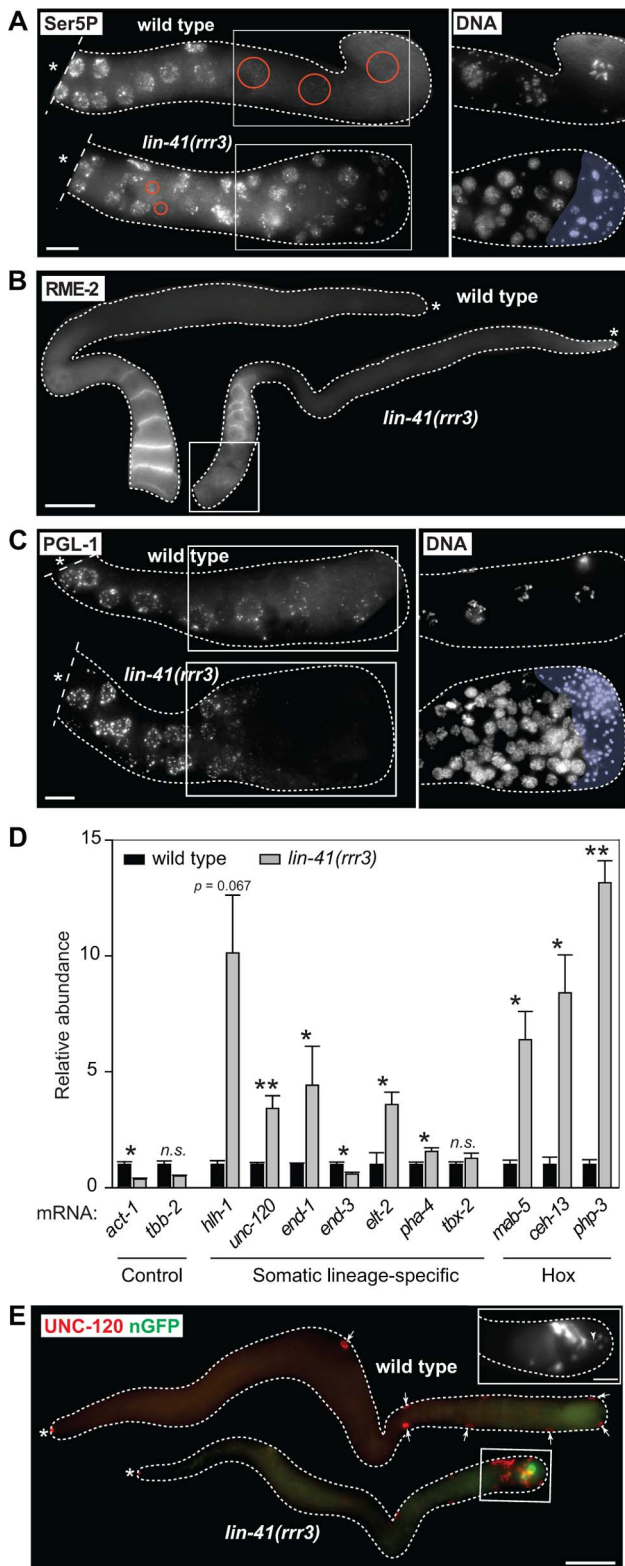 A
Ser5P
wild type
DNA
*
lin-41(rrr3)
*
B
RME-2
wild type
*
*
lin-41(rrr3)
C
PGL-1
wild type
DNA
*
lin-41(rrr3)
*
D
15
wild type
lin-41(rrr3)
**
p = 0.067
*
10
*
Relative abundance
*
5
**
*
*
*
*
n.s.
n.s.
*
0
mRNA:
act-1
tbb-2
hlh-1
unc-120
end-1
end-3
elt-2
pha-4
tbx-2
mab-5
ceh-13
php-3
Control
Somatic lineage-specific
Hox
E
UNC-120 nGFP
wild type
*
*
lin-41(rrr3)